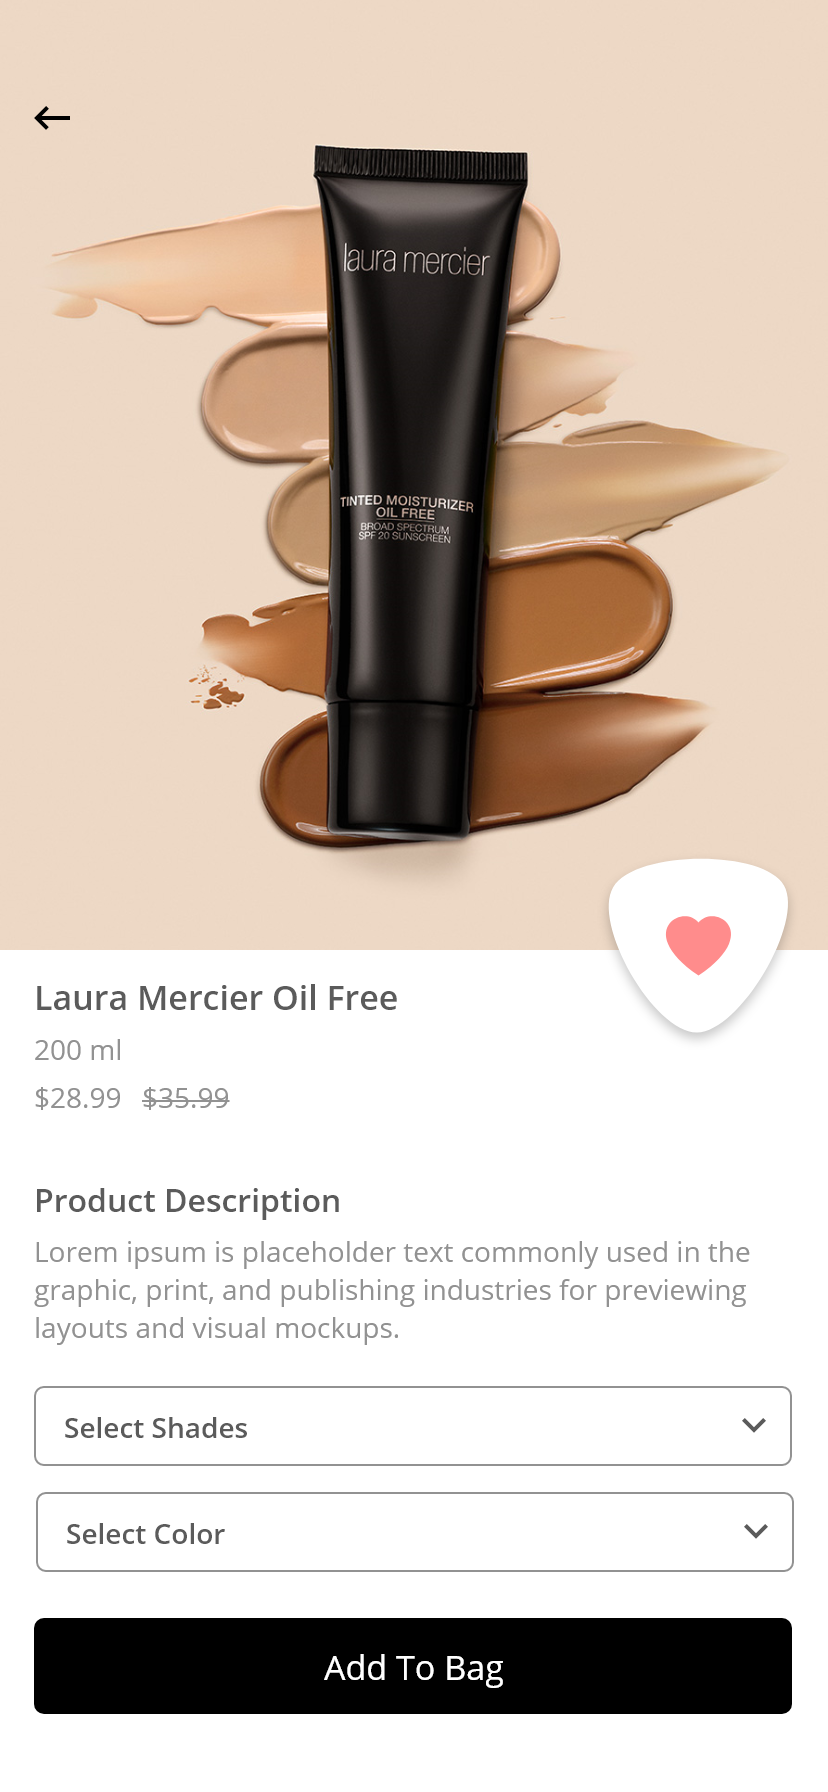 laura mercier
TINTED MOISTURIZER
OIL FREE
BROAD SPECTRUM
SPF 20 SUNSCREEN
Laura Mercier Oil Free
200 ml
$28.99 $35.99
Product Description
Lorem ipsum is placeholder text commonly used in the
graphic, print, and publishing industries for previewing
layouts and visual mockups.
Select Shades
Select Color
Add To Bag